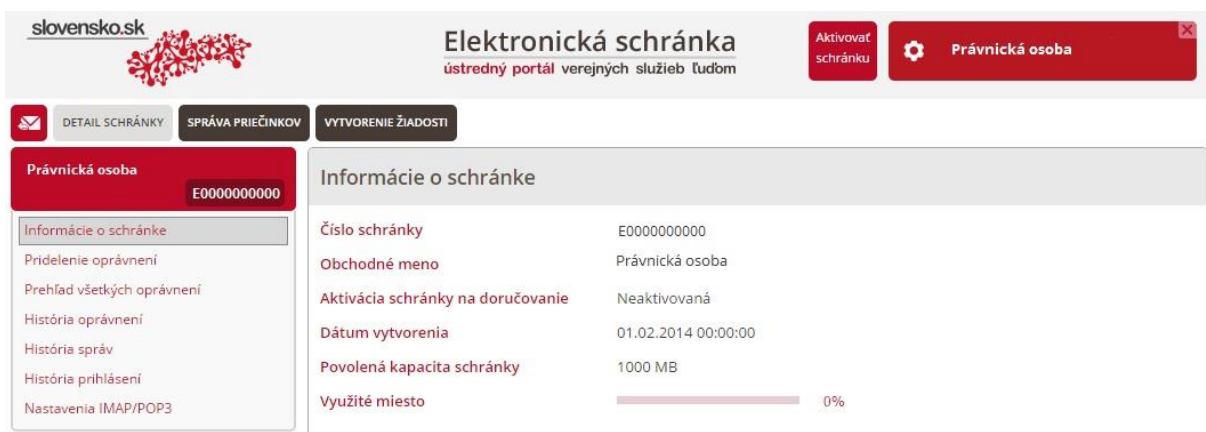 slovensko.sk
Elektronická schránka
ústredný portál verejných služieb ľuďom
Aktivovať
schránku
Právnická osoba
DETAIL SCHRÁNKY
SPRÁVA PRIEČINKOV
VYTVORENIE ŽIADOSTI
Právnická osoba
E0000000000
Informácie o schránke
Pridelenie oprávnení
Prehľad všetkých oprávnení
História oprávnení
História správ
História prihlásení
Nastavenia IMAP/POP3
Informácie o schránke
Číslo schránky E0000000000
Obchodné meno Právnická osoba
Aktivácia schránky na doručovanie Neaktivovaná
Dátum vytvorenia 01.02.2014 00:00:00
Povolená kapacita schránky 1000 MB
Využité miesto 0%